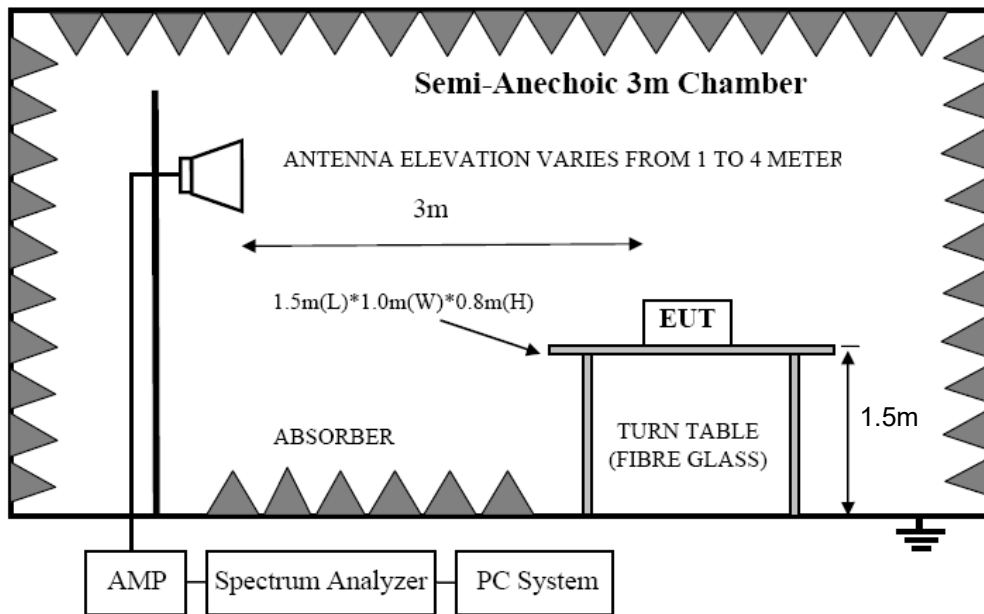 Semi-Anechoic 3m Chamber
ANTENNA ELEVATION VARIES FROM 1 TO 4 METER
3m
1.5m(L)*1.0m(W)*0.8m(H)
EUT
1.5m
ABSORBER
TURN TABLE
(FIBRE GLASS)
AMP
Spectrum Analyzer
PC System